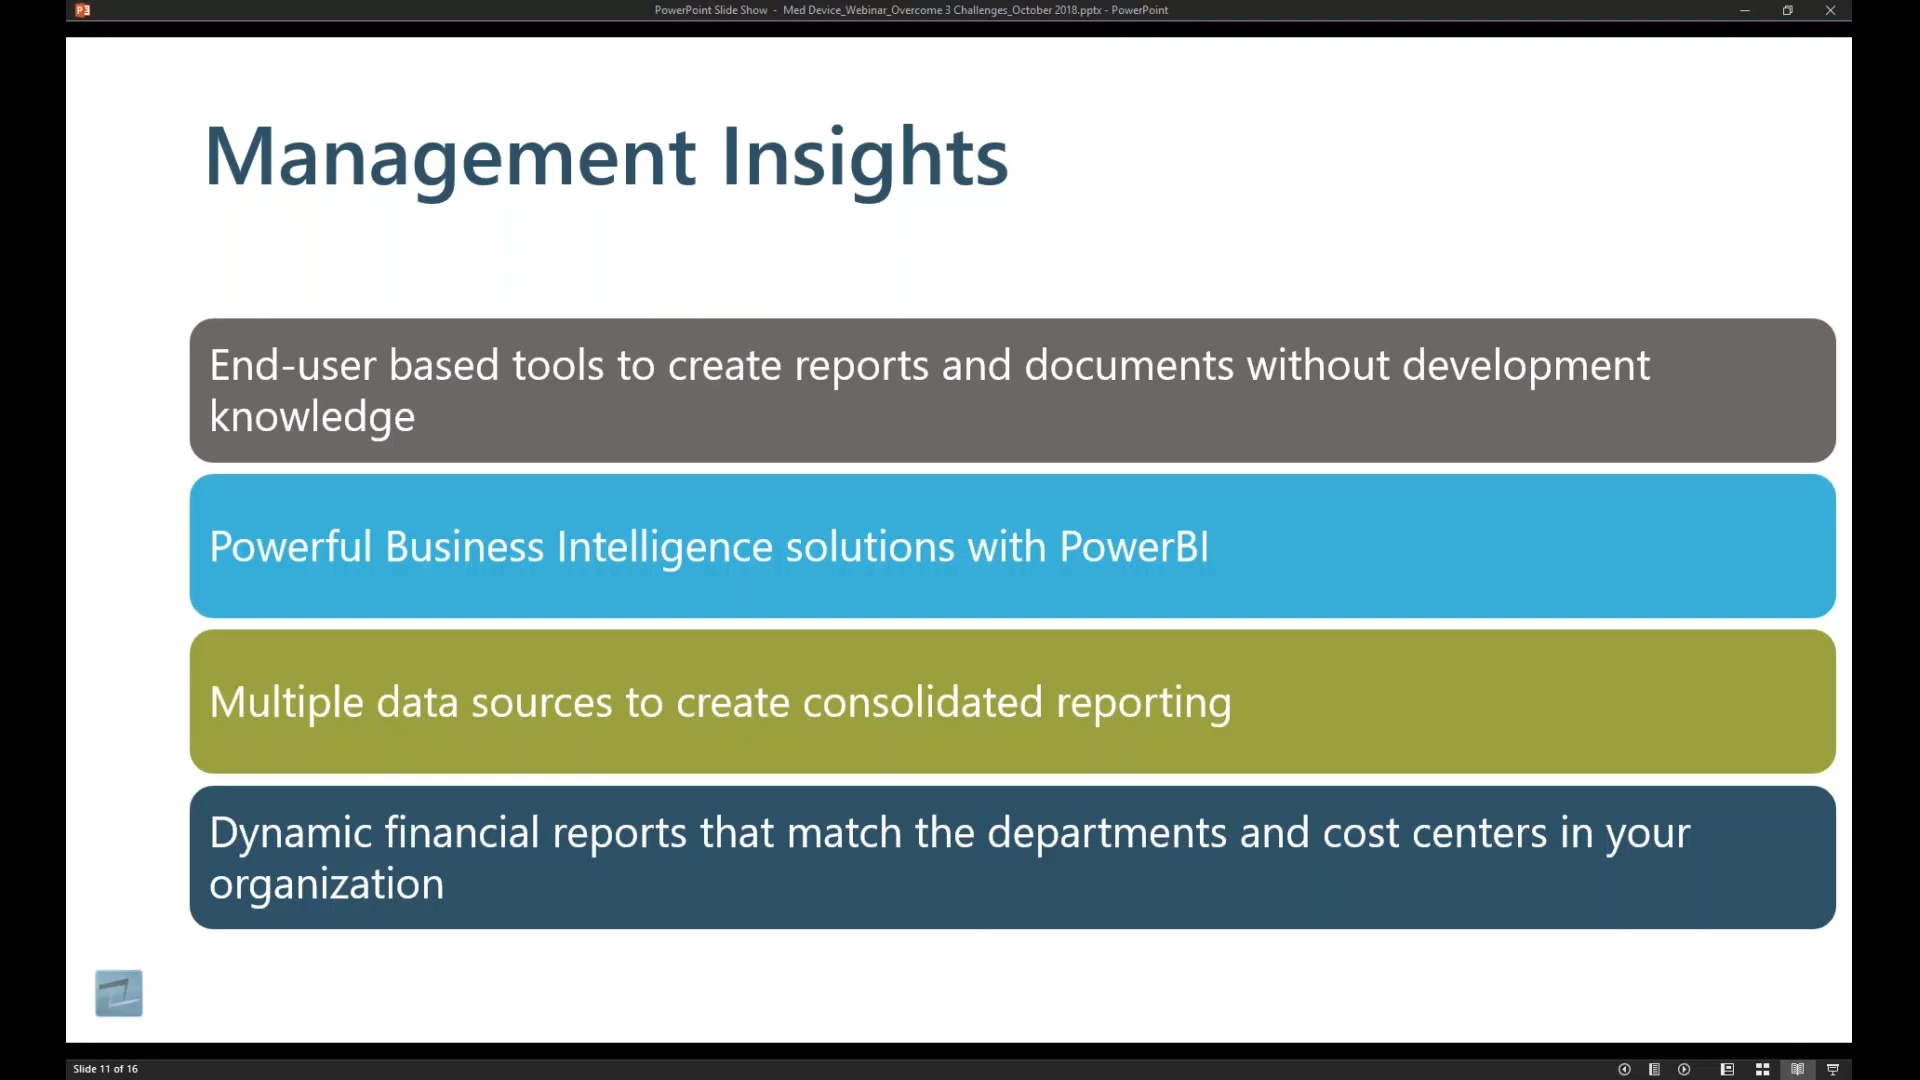 PowerPoint Slide Show - Med Device_Webinar_Overcome 3 Challenges_October 2018.pptx - PowerPoint
Management Insights
End-user based tools to create reports and documents without development
knowledge
Powerful Business Intelligence solutions with PowerBI
Multiple data sources to create consolidated reporting
Dynamic financial reports that match the departments and cost centers in your
organization
Slide 11 of 16